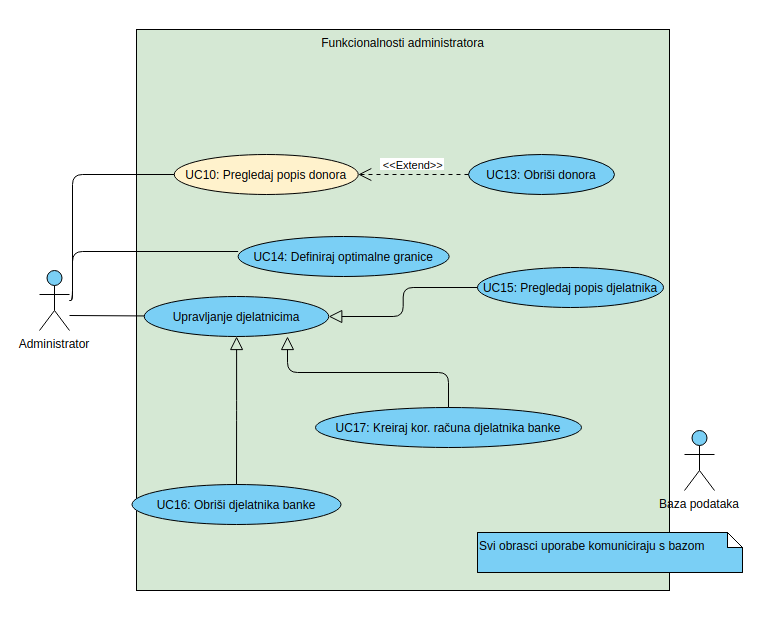 Funkcionalnosti administratora
<<Extend>>
UC10: Pregledaj popis donora
UC13: Obriši donora
UC14: Definiraj optimalne granice
UC15: Pregledaj popis djelatnika
Upravljanje djelatnicima
Administrator
UC17: Kreiraj kor. računa djelatnika banke
UC16: Obriši djelatnika banke
Baza podataka
Svi obrasci uporabe komuniciraju s bazom